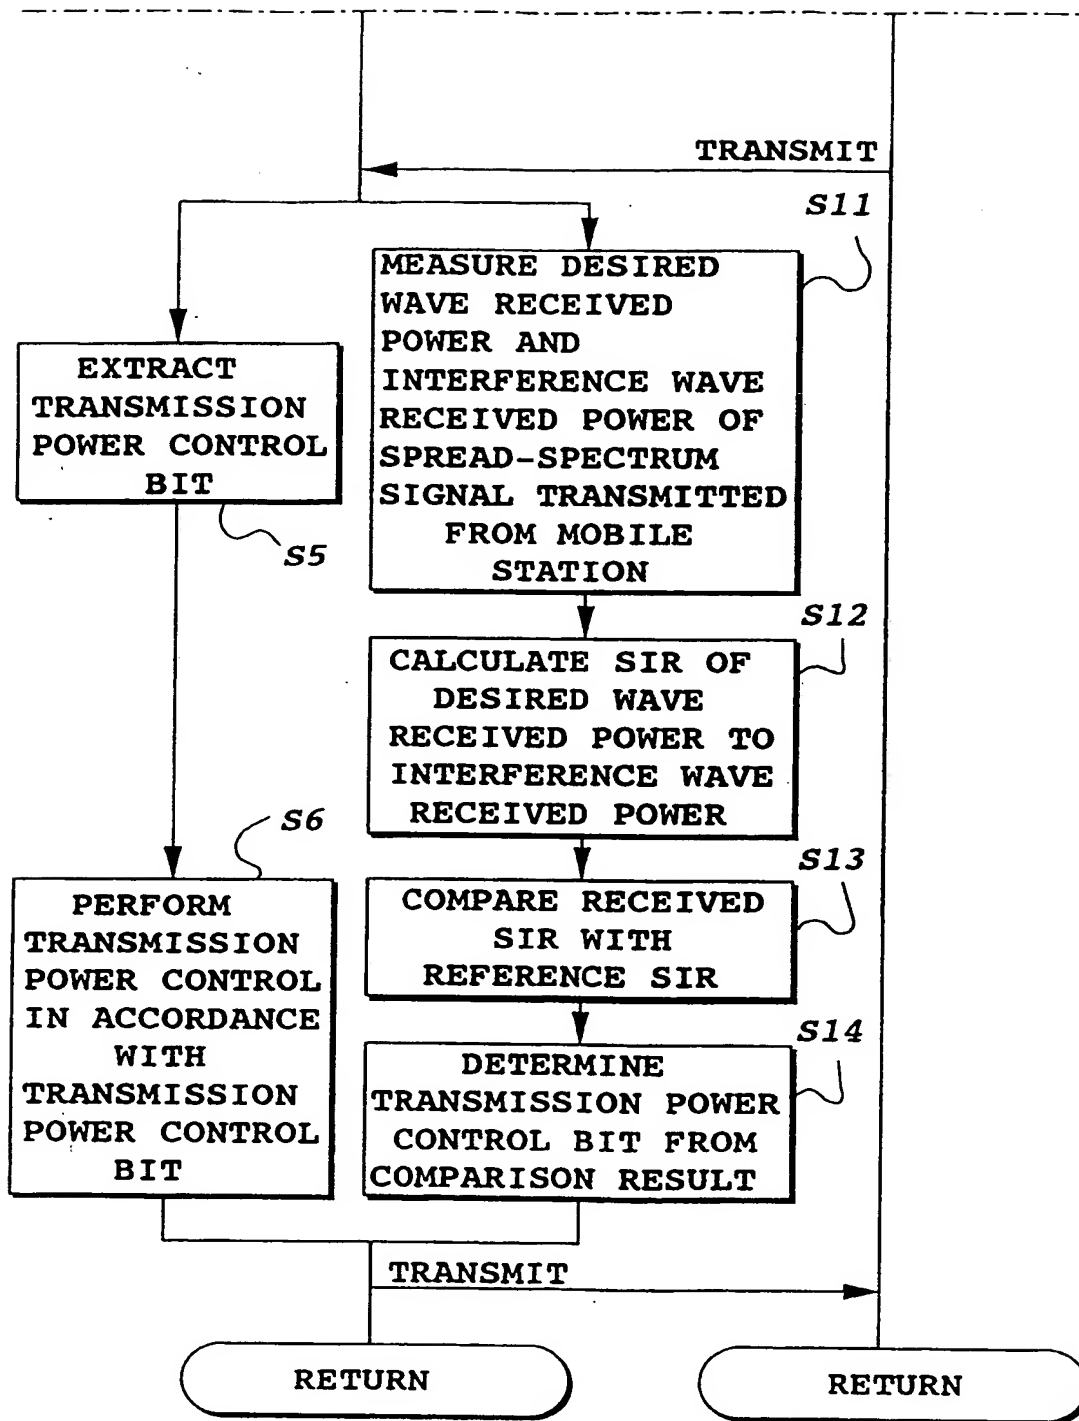 TRANSMIT
S11
MEASURE DESIRED
WAVE RECEIVED
POWER AND
INTERFERENCE WAVE
RECEIVED POWER OF
SPREAD-SPECTRUM
SIGNAL TRANSMITTED
FROM MOBILE
STATION
EXTRACT
TRANSMISSION
POWER CONTROL
BIT
S5
S12
CALCULATE SIR OF
DESIRED WAVE
RECEIVED POWER TO
INTERFERENCE WAVE
RECEIVED POWER
S6
PERFORM
TRANSMISSION
POWER CONTROL
IN ACCORDANCE
WITH
TRANSMISSION
POWER CONTROL
BIT
S13
COMPARE RECEIVED
SIR WITH
REFERENCE SIR
S14
DETERMINE
TRANSMISSION POWER
CONTROL BIT FROM
COMPARISON RESULT
TRANSMIT
RETURN
RETURN